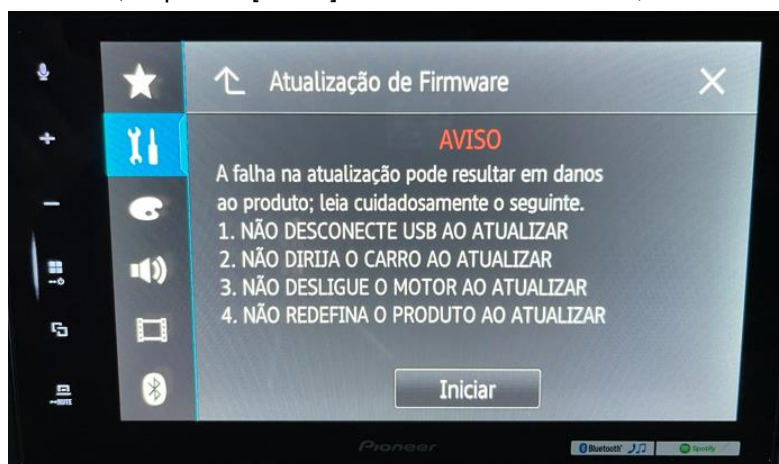 Atualização de Firmware
AVISO
A falha na atualização pode resultar em danos
ao produto; leia cuidadosamente o seguinte.
1. NÃO DESCONECTE USB AO ATUALIZAR
2. NÃO DIRIJA O CARRO AO ATUALIZAR
3. NÃO DESLIGUE O MOTOR AO ATUALIZAR
4. NÃO REDEFINA O PRODUTO AO ATUALIZAR
Iniciar
MUTE
Pioneer
Bluetooth
Spotify